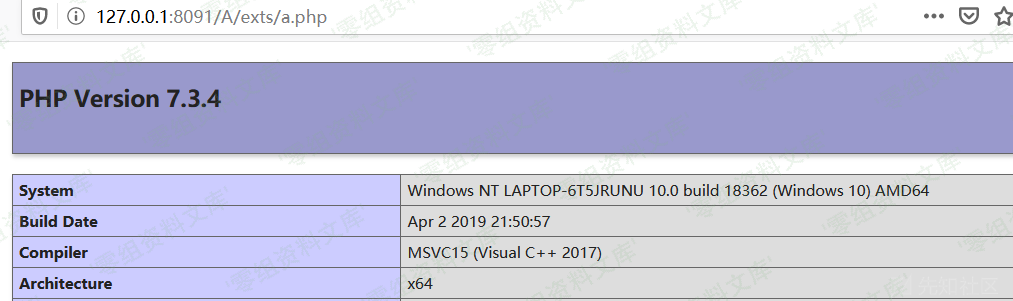 127.0.0.1:8091/A/exts/a.php
PHP Version 7.3.4
System Windows NT LAPTOP-6T5JRUNU 10.0 build 18362 (Windows 10) AMD64
Build Date Apr 2 2019 21:50:57
Compiler MSVC15 (Visual C++ 2017)
Architecture x64
'零组资料文库'